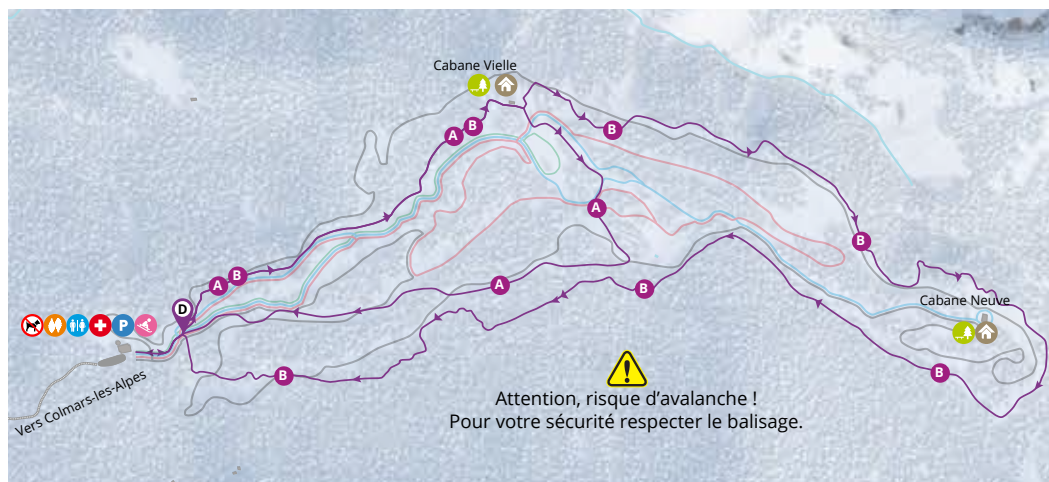 Cabane Vielle
B
A
B
A
B
A
B
D
A
B
Cabane Neuve
P
B
B
Vers Colmars-les-Alpes
Attention, risque d'avalanche !
Pour votre sécurité respecter le balisage.